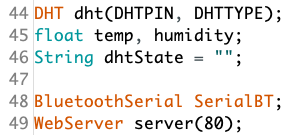 44 DHT dht(DHTPIN, DHTTYPE);
45 float temp, humidity;
46 String dhtState = "";
47
48 BluetoothSerial SerialBT;
49 WebServer server(80);